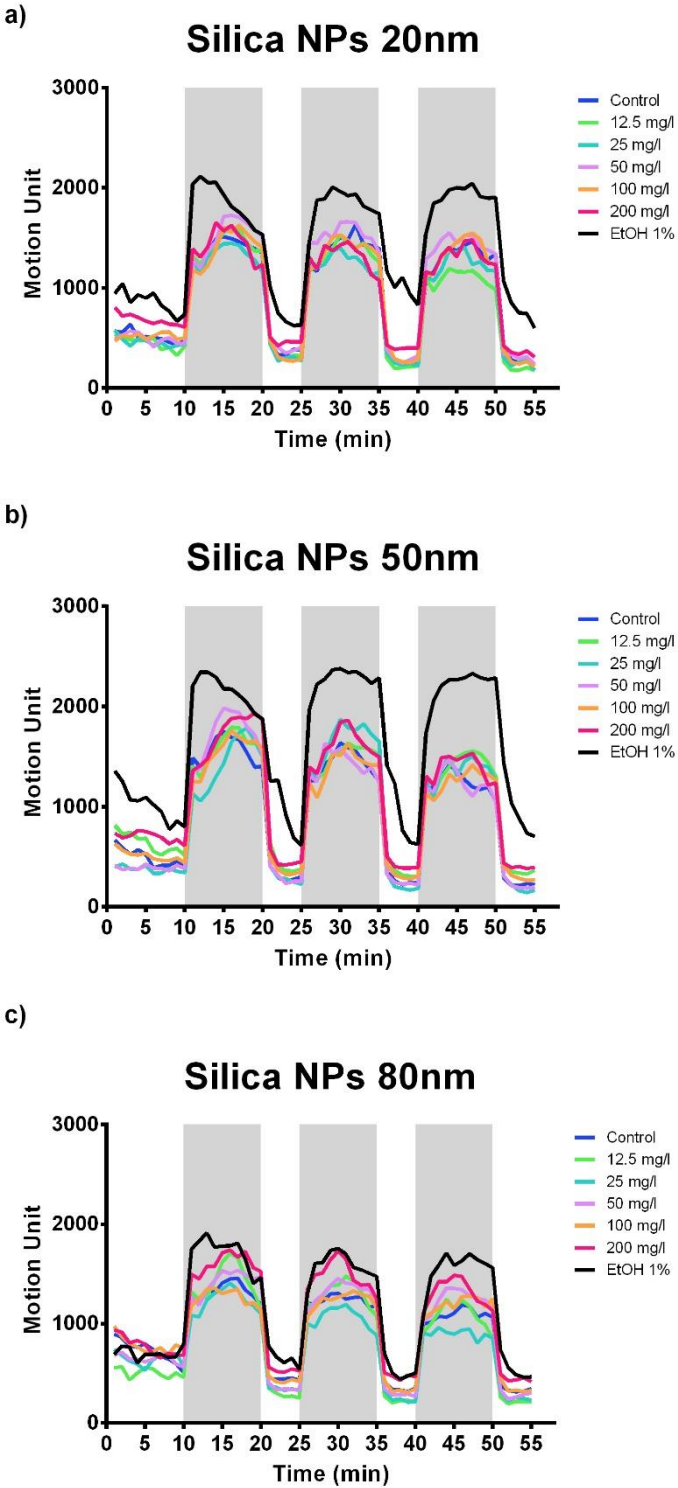 a)
Silica NPs 20nm
3000
2000
1000
0
Motion Unit
0 5 10 15 20 25 30 35 40 45 50 55
Time (min)
Control
12.5 mg/l
25 mg/l
50 mg/l
100 mg/l
200 mg/l
EtOH 1%
b)
Silica NPs 50nm
3000
2000
1000
0
Motion Unit
0 5 10 15 20 25 30 35 40 45 50 55
Time (min)
Control
12.5 mg/l
25 mg/l
50 mg/l
100 mg/l
200 mg/l
EtOH 1%
c)
Silica NPs 80nm
3000
2000
1000
0
Motion Unit
0 5 10 15 20 25 30 35 40 45 50 55
Time (min)
Control
12.5 mg/l
25 mg/l
50 mg/l
100 mg/l
200 mg/l
EtOH 1%